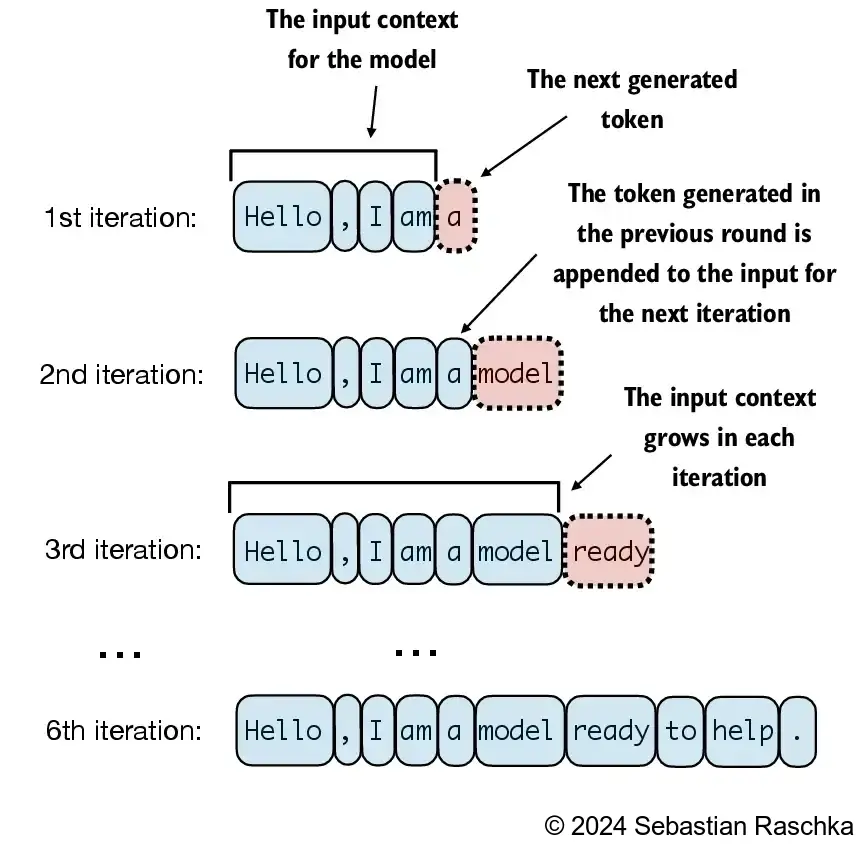 The input context
for the model
The next generated
token
1st iteration: Hello , I am a
The token generated in
the previous round is
appended to the input for
the next iteration
2nd iteration: Hello , I am a model
The input context
grows in each
iteration
3rd iteration: Hello , I am a model ready
... ...
6th iteration: Hello , I am a model ready to help .
© 2024 Sebastian Raschka